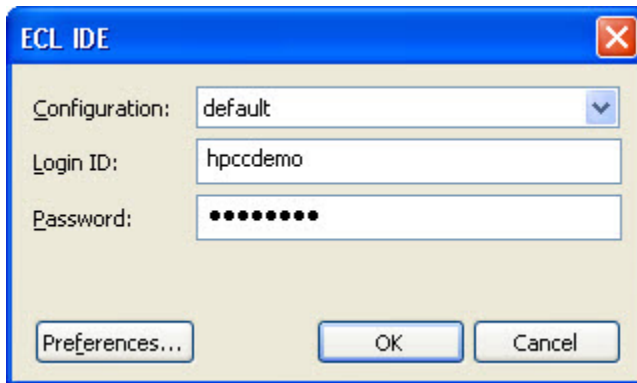 ECL IDE
Configuration: default
Login ID: hpccdemo
Password: ••••••••
Preferences... OK Cancel